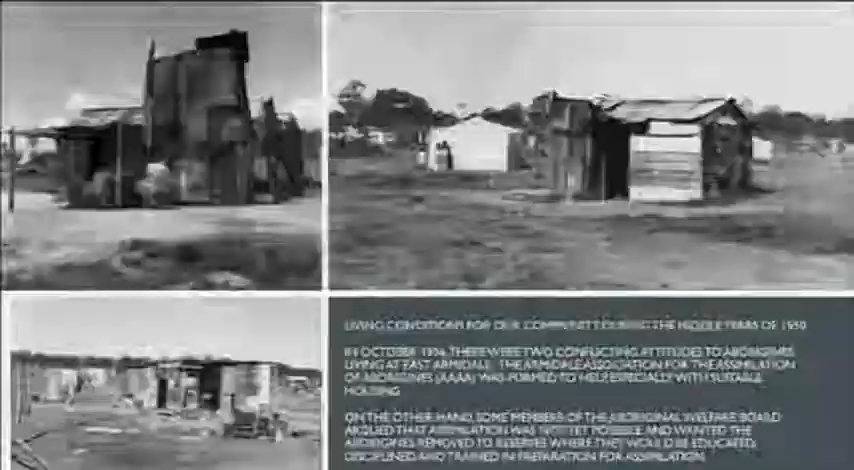 LIVING CONDITIONS FOR OUR COMMUNITY DURING THE MIDDLE YEARS OF 1950
IN OCTOBER THERE WERE TWO CONFLICTING ATTITUDES TO ABORIGINES
LIVING AT EAST ARMIDALE. THE ARMIDALE ASSOCIATION FOR THE ASSIMILATION
OF ABORIGINES (AAAA) WAS FORMED TO HELP ESPECIALLY WITH SUITABLE
HOUSING.
ON THE OTHER HAND, SOME MEMBERS OF THE ABORIGINAL WELFARE BOARD
ARGUED THAT ASSIMILATION WAS NOT YET POSSIBLE AND WANTED THE
ABORIGINES REMOVED TO RESERVES WHERE THEY WOULD BE EDUCATED,
DISCIPLINED AND TRAINED IN PREPARATION FOR ASSIMILATION.